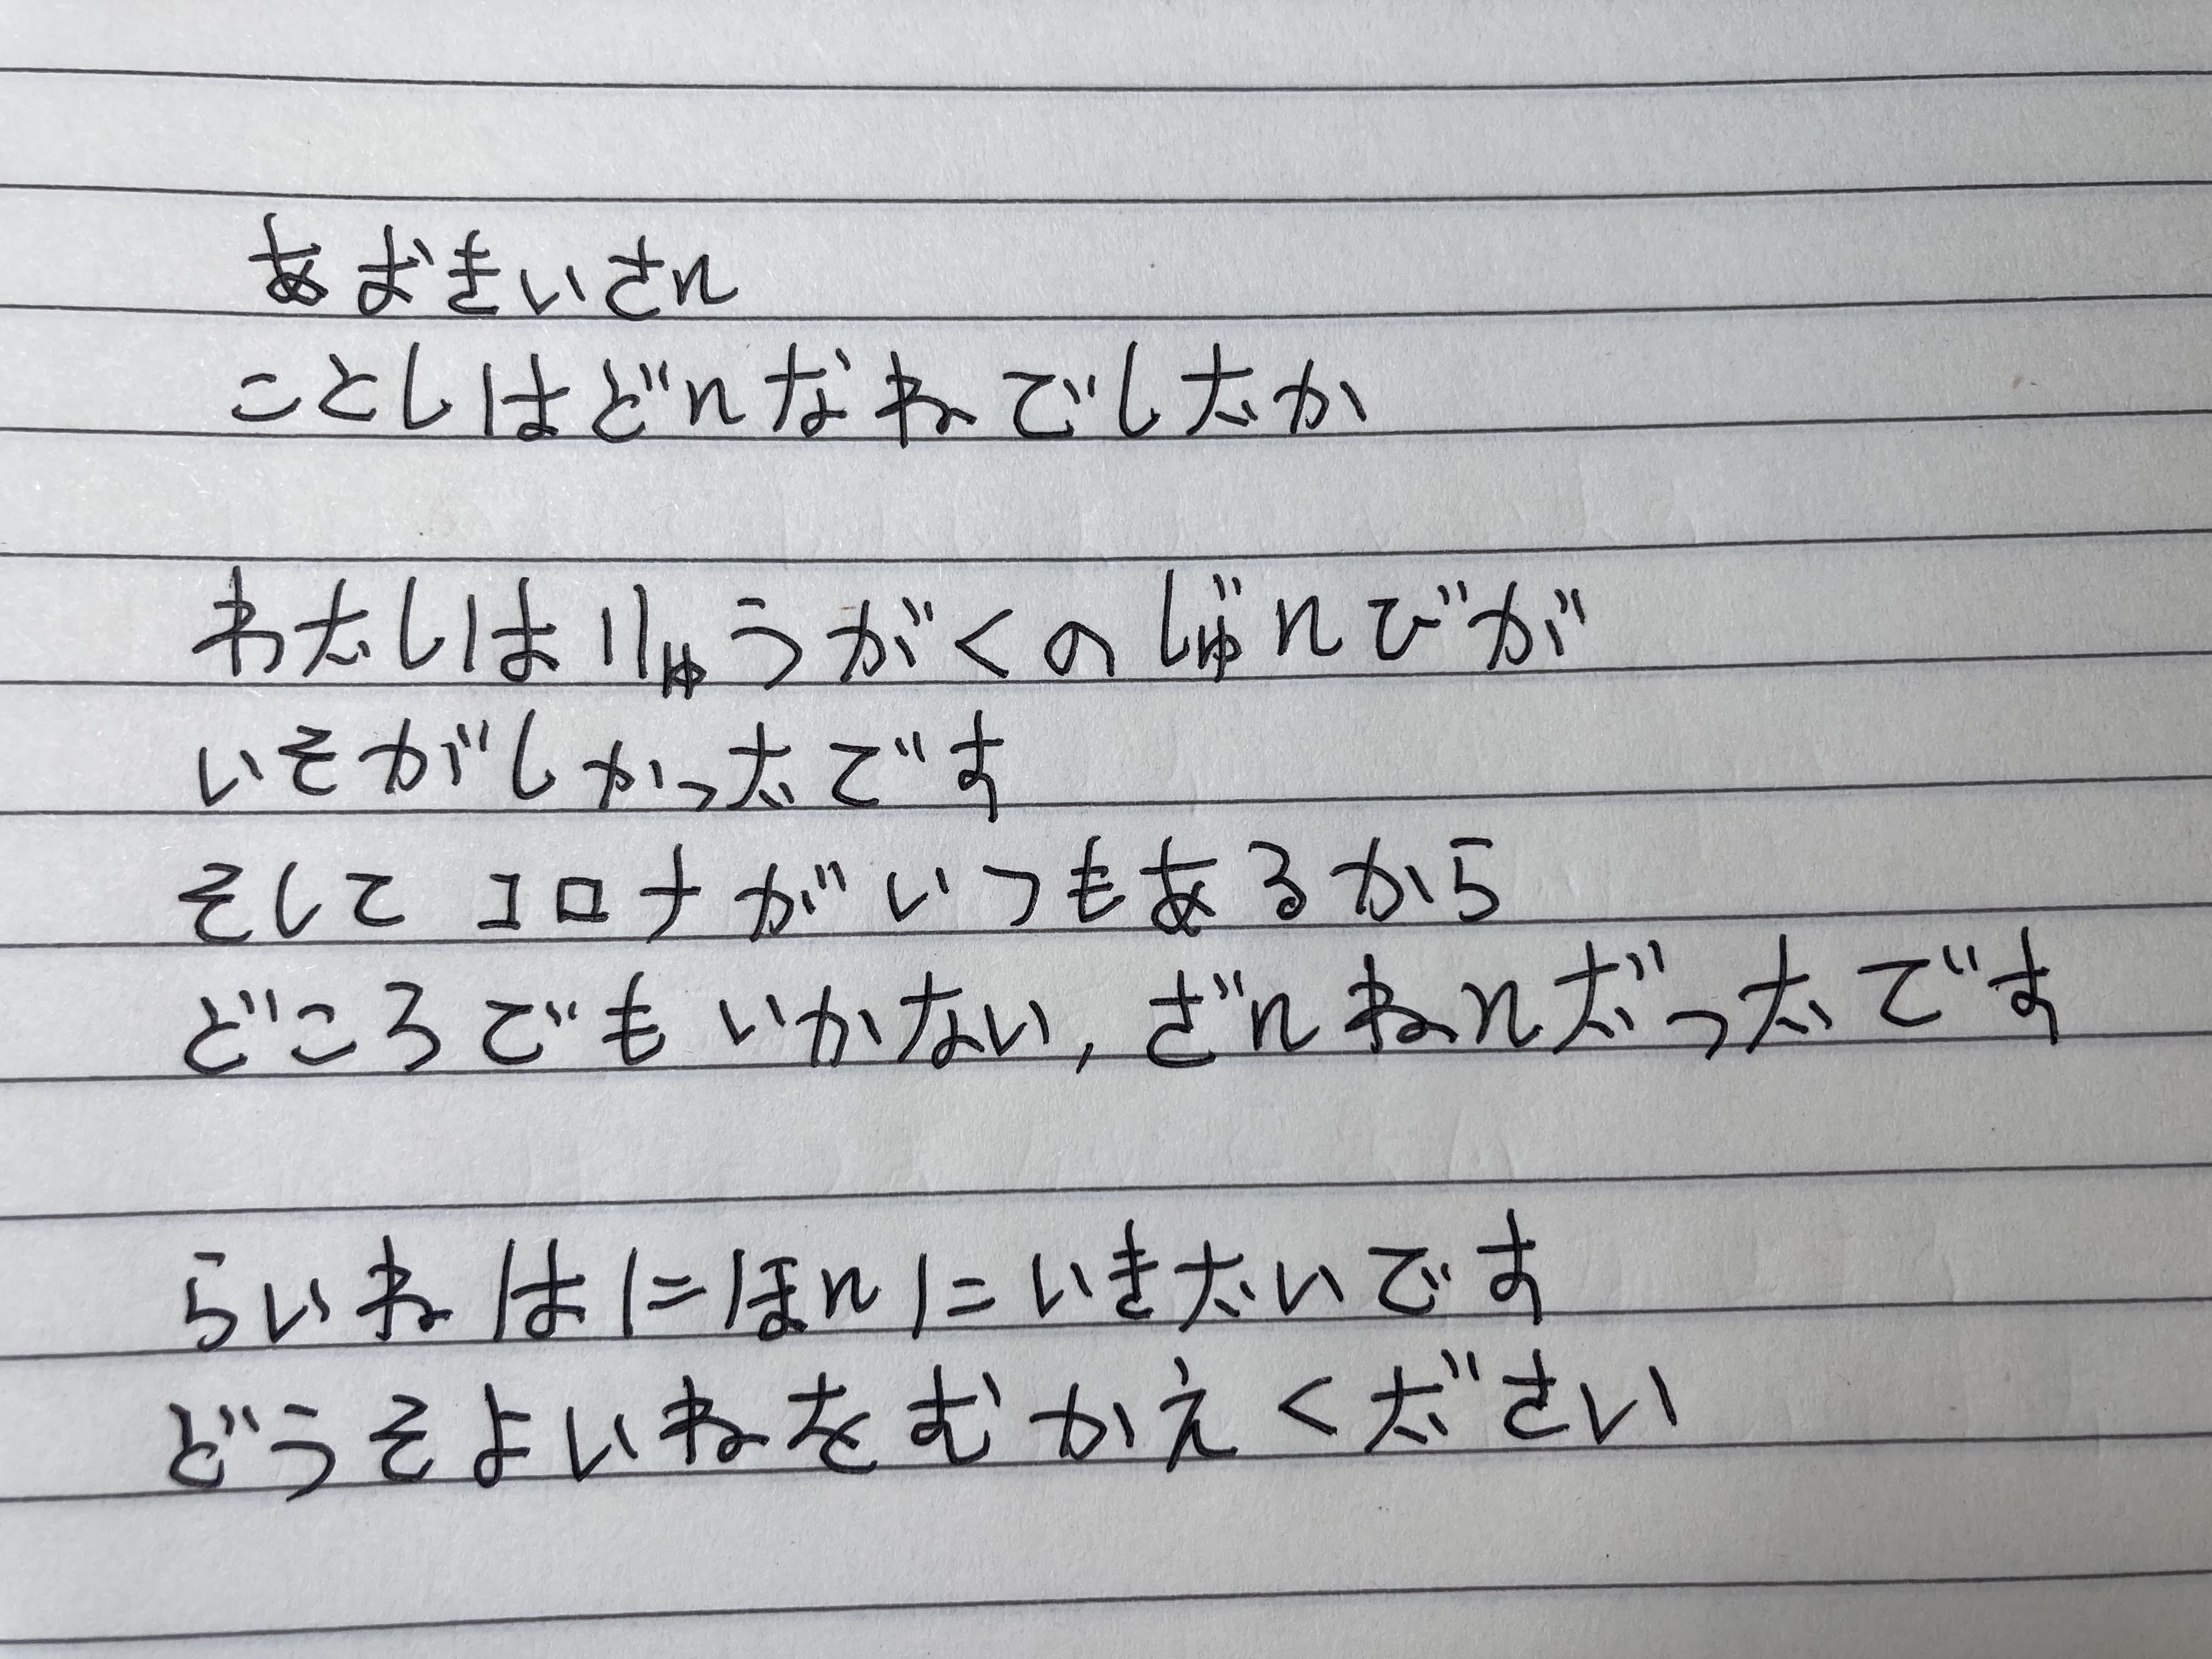 あおきいさん
ことしはどんなねでしたか
わたしはりゅうがくのじゅんびが
いそがしかったです
そしてコロナがいつもあるから
どころでもいかない,ざんねんだったです
らいねはにほんにいきたいです
どうそよいねをむかえください